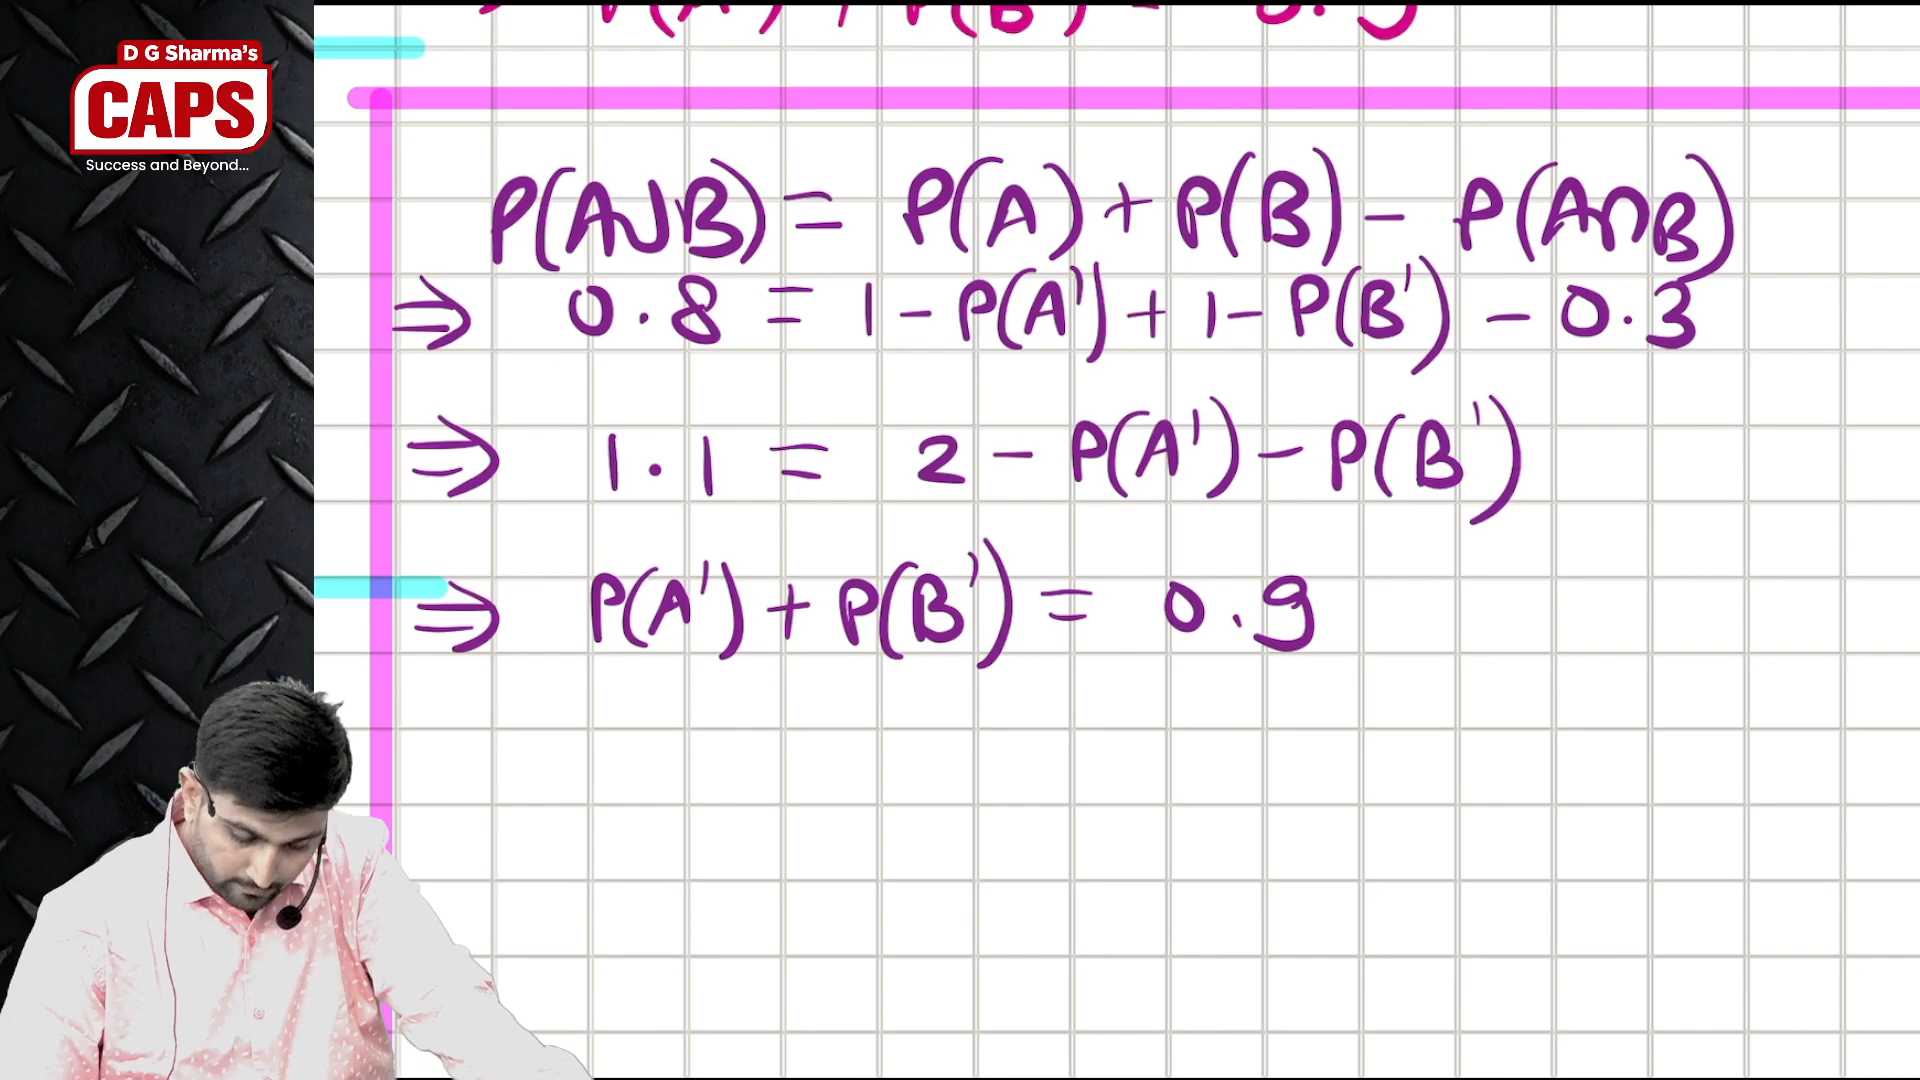 D G Sharma's
CAPS
Success and Beyond...
P(A∪B) = P(A) + P(B) - P(A∩B)
⇒ 0.8 = 1 - P(A') + 1 - P(B') - 0.3
⇒ 1.1 = 2 - P(A') - P(B')
⇒ P(A') + P(B') = 0.9